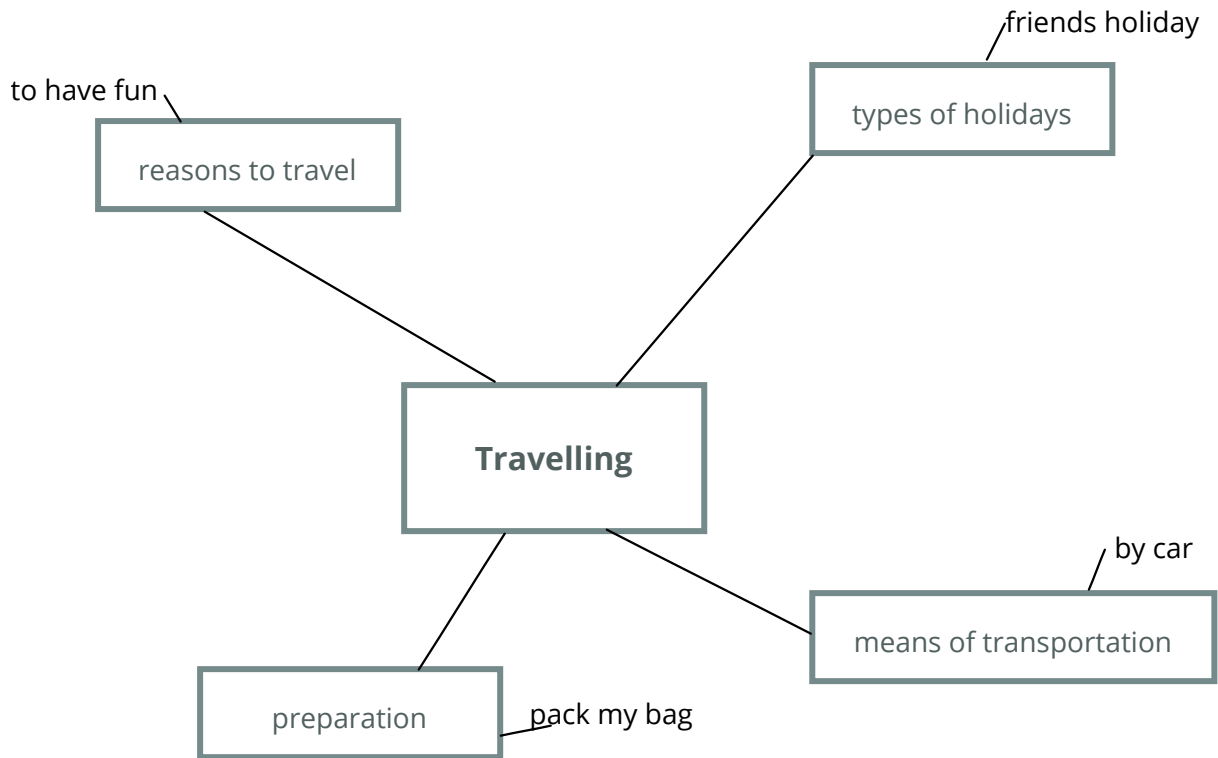 friends holiday
to have fun
types of holidays
reasons to travel
Travelling
by car
means of transportation
preparation
pack my bag